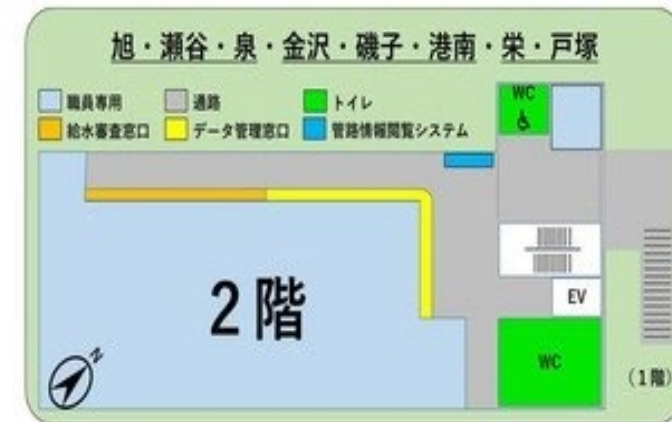 旭・瀬谷・泉・金沢・磯子・港南・栄・戸塚
職員専用 通路 トイレ
給水審査窓口 データ管理窓口 管路情報閲覧システム
WC
2階
EV
WC
(1階)
N